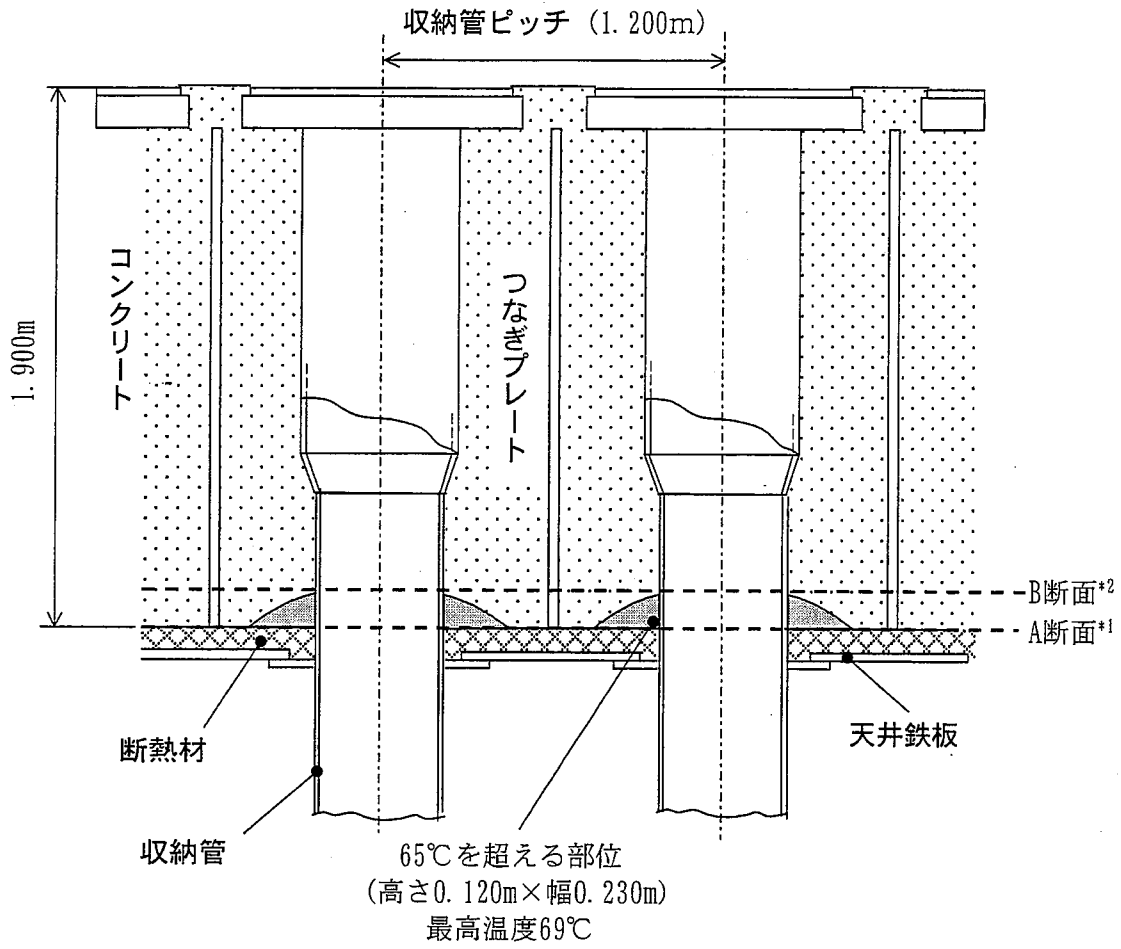 収納管ピッチ (1.200m)
1.900m
コンクリート
つなぎプレート
B断面*2
A断面*1
断熱材
天井鉄板
収納管
65℃を超える部位
(高さ0.120m×幅0.230m)
最高温度69℃